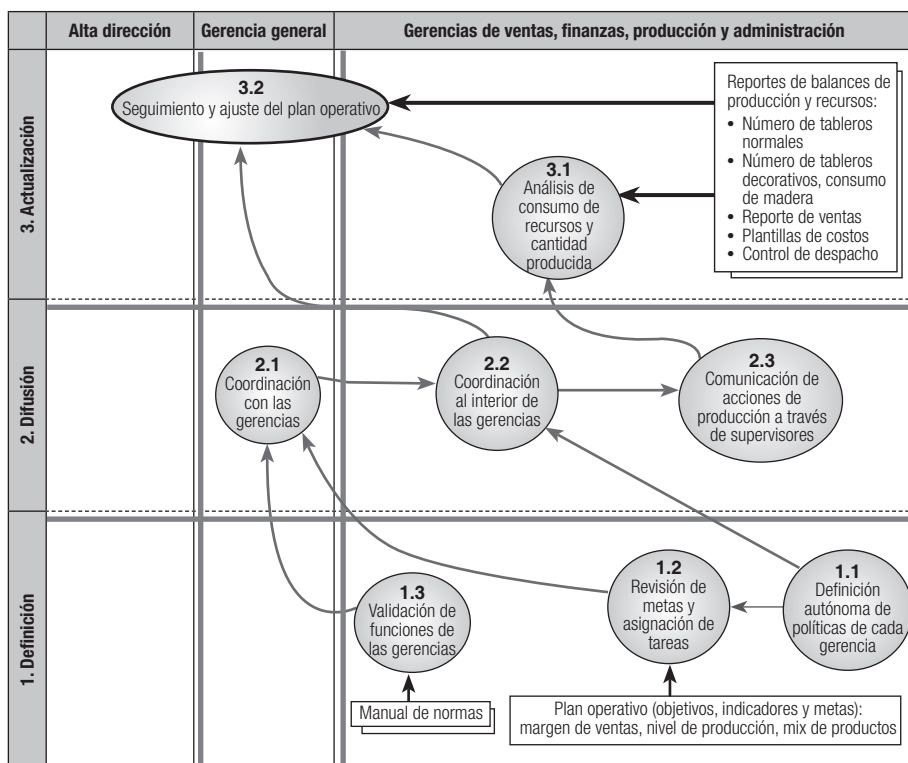 Alta dirección
Gerencia general
Gerencias de ventas, finanzas, producción y administración
3. Actualización
3.2
Seguimiento y ajuste del plan operativo
3.1
Análisis de
consumo de
recursos y
cantidad
producida
Reportes de balances de
producción y recursos:
• Número de tableros
normales
• Número de tableros
decorativos, consumo
de madera
• Reporte de ventas
• Plantillas de costos
• Control de despacho
2. Difusión
2.1
Coordinación
con las
gerencias
2.2
Coordinación
al interior de
las gerencias
2.3
Comunicación de
acciones de
producción a través
de supervisores
1. Definición
1.3
Validación de
funciones de
las gerencias
1.2
Revisión de
metas y
asignación de
tareas
1.1
Definición
autónoma de
políticas de cada
gerencia
Manual de normas
Plan operativo (objetivos, indicadores y metas):
margen de ventas, nivel de producción, mix de productos